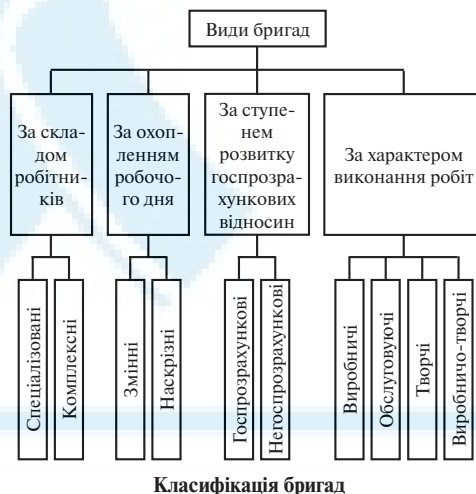 Види бригад
За скла-
дом
робітни-
ків
За охоп-
ленням
робочо-
го дня
За ступе-
нем
розвитку
госпрозра-
хункових
відносин
За характером
виконання робіт
Спеціалізовані
Комплексні
Змінні
Наскрізні
Госпрозрахункові
Негоспрозрахункові
Виробничі
Обслуговуючі
Творчі
Виробничо-творчі
Класифікація бригад